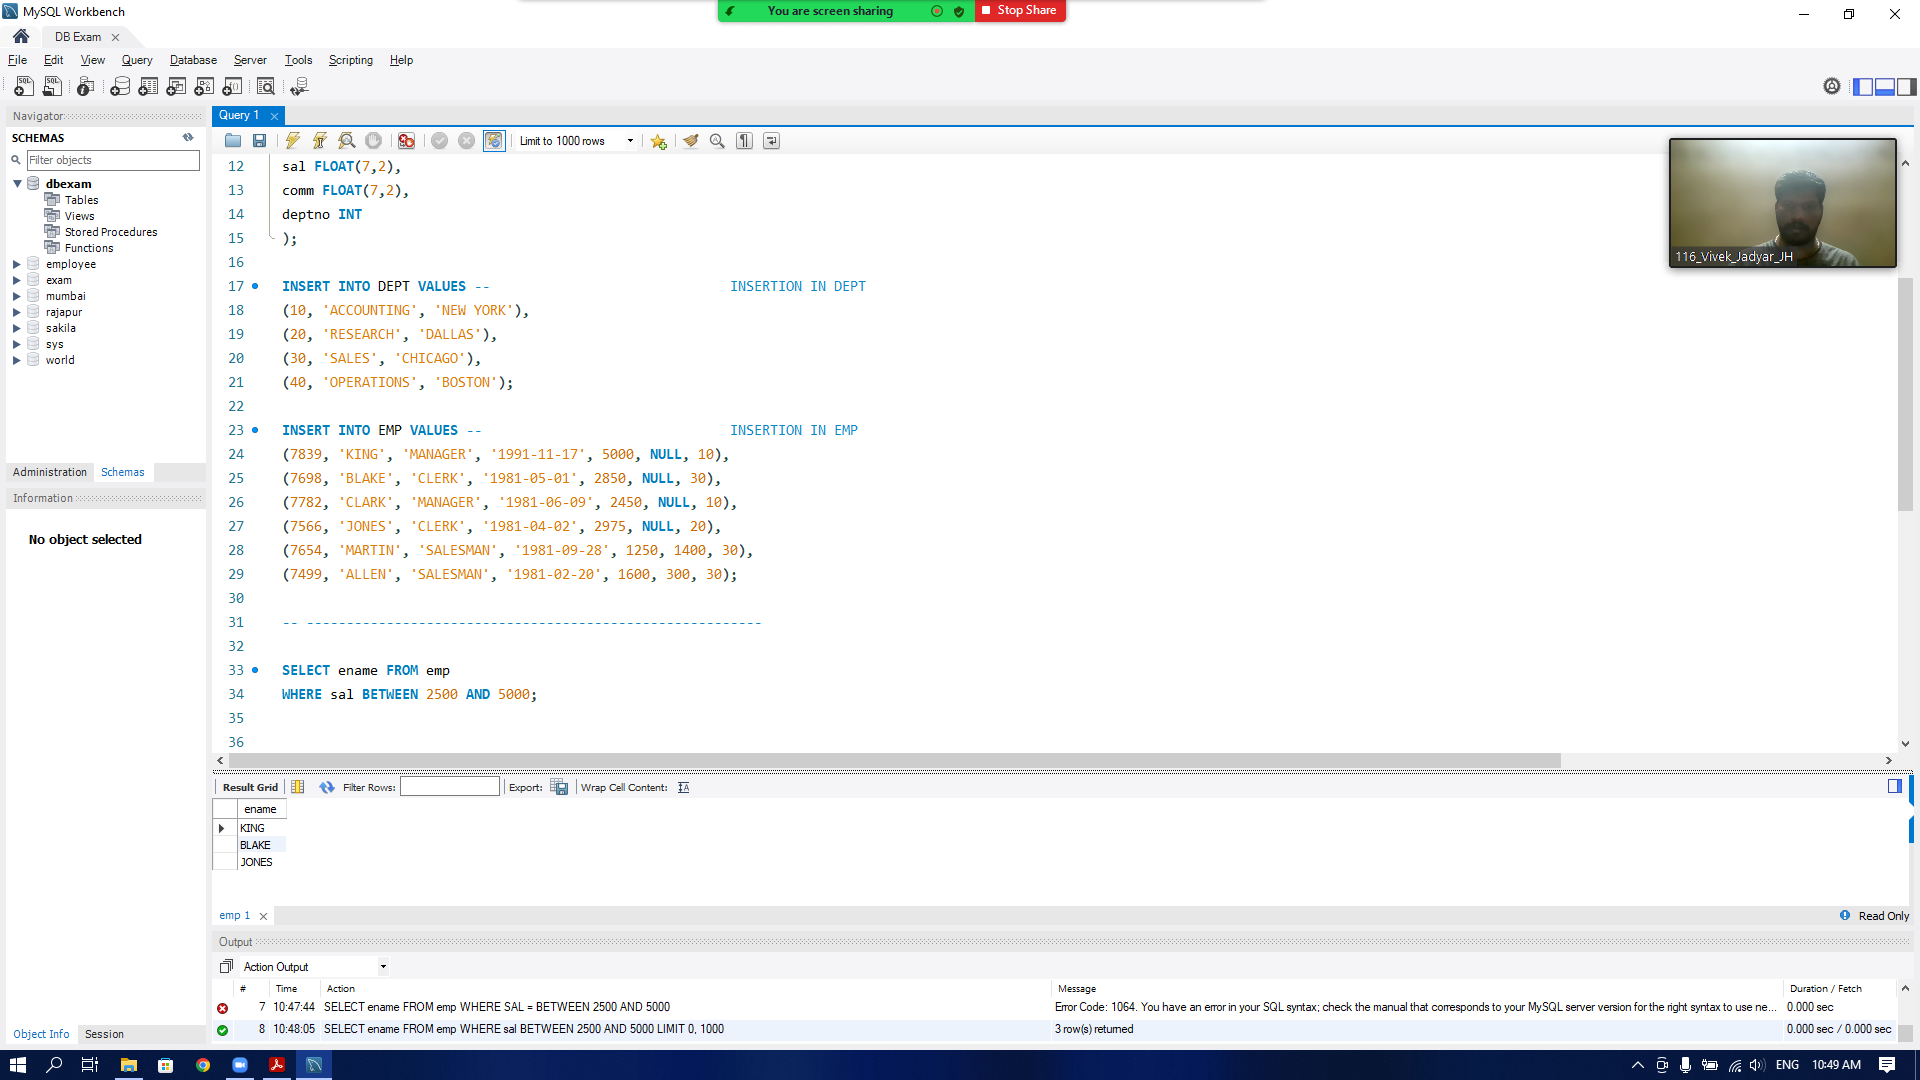 MySQL Workbench
You are screen sharing
Stop Share
DB Exam
File Edit View Query Database Server Tools Scripting Help
Navigator
SCHEMAS
Filter objects
dbexam
Tables
Views
Stored Procedures
Functions
employee
exam
mumbai
rajapur
sakila
sys
world
Administration Schemas
Information
No object selected
Object Info Session
Query 1
Limit to 1000 rows
12 sal FLOAT(7,2),
13 comm FLOAT(7,2),
14 deptno INT
15 );
16
17 INSERT INTO DEPT VALUES -- INSERTION IN DEPT
18 (10, 'ACCOUNTING', 'NEW YORK'),
19 (20, 'RESEARCH', 'DALLAS'),
20 (30, 'SALES', 'CHICAGO'),
21 (40, 'OPERATIONS', 'BOSTON');
22
23 INSERT INTO EMP VALUES -- INSERTION IN EMP
24 (7839, 'KING', 'MANAGER', '1991-11-17', 5000, NULL, 10),
25 (7698, 'BLAKE', 'CLERK', '1981-05-01', 2850, NULL, 30),
26 (7782, 'CLARK', 'MANAGER', '1981-06-09', 2450, NULL, 10),
27 (7566, 'JONES', 'CLERK', '1981-04-02', 2975, NULL, 20),
28 (7654, 'MARTIN', 'SALESMAN', '1981-09-28', 1250, 1400, 30),
29 (7499, 'ALLEN', 'SALESMAN', '1981-02-20', 1600, 300, 30);
30
31 -- ---------------------------------------------------------
32
33 SELECT ename FROM emp
34 WHERE sal BETWEEN 2500 AND 5000;
35
36
116_Vivek_Jadyar_JH
Result Grid Filter Rows: Export: Wrap Cell Content:
ename
KING
BLAKE
JONES
emp 1
Read Only
Output
Action Output
# Time Action Message Duration / Fetch
7 10:47:44 SELECT ename FROM emp WHERE SAL = BETWEEN 2500 AND 5000 Error Code: 1064. You have an error in your SQL syntax; check the manual that corresponds to your MySQL server version for the right syntax to use ne... 0.000 sec
8 10:48:05 SELECT ename FROM emp WHERE sal BETWEEN 2500 AND 5000 LIMIT 0, 1000 3 row(s) returned 0.000 sec / 0.000 sec
ENG 10:49 AM